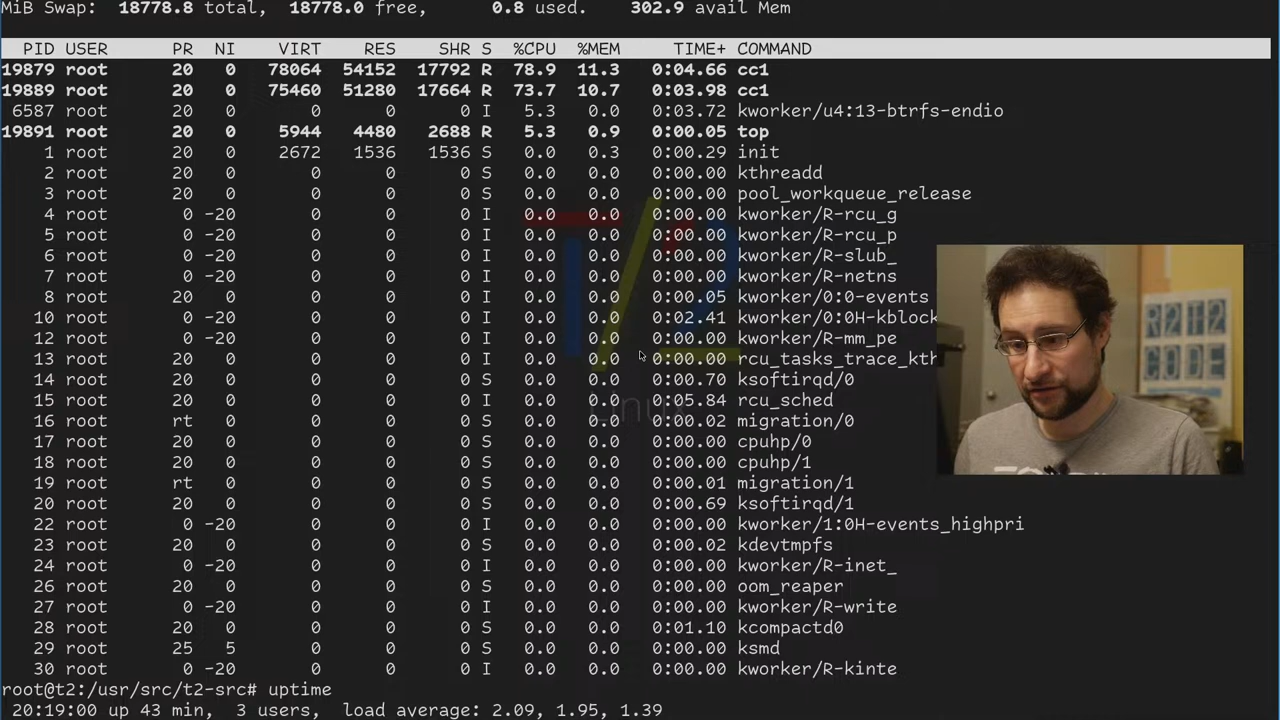 MiB Swap:  18778.8 total,  18778.0 free,      0.8 used.    302.9 avail Mem
PID USER      PR  NI    VIRT    RES    SHR S  %CPU  %MEM     TIME+ COMMAND
19879 root      20   0   78064  54152  17792 R  78.9  11.3   0:04.66 cc1
19889 root      20   0   75460  51280  17664 R  73.7  10.7   0:03.98 cc1
6587 root      20   0       0      0      0 I   5.3   0.0   0:03.72 kworker/u4:13-btrfs-endio
19891 root      20   0    5944   4480   2688 R   5.3   0.9   0:00.05 top
1 root      20   0    2672   1536   1536 S   0.0   0.3   0:00.29 init
2 root      20   0       0      0      0 S   0.0   0.0   0:00.00 kthreadd
3 root      20   0       0      0      0 S   0.0   0.0   0:00.00 pool_workqueue_release
4 root       0 -20       0      0      0 I   0.0   0.0   0:00.00 kworker/R-rcu_g
5 root       0 -20       0      0      0 I   0.0   0.0   0:00.00 kworker/R-rcu_p
6 root       0 -20       0      0      0 I   0.0   0.0   0:00.00 kworker/R-slub_
7 root       0 -20       0      0      0 I   0.0   0.0   0:00.00 kworker/R-netns
8 root      20   0       0      0      0 I   0.0   0.0   0:00.05 kworker/0:0-events
10 root       0 -20       0      0      0 I   0.0   0.0   0:02.41 kworker/0:0H-kblock
12 root       0 -20       0      0      0 I   0.0   0.0   0:00.00 kworker/R-mm_pe
13 root      20   0       0      0      0 I   0.0   0.0   0:00.00 rcu_tasks_trace_kth
14 root      20   0       0      0      0 S   0.0   0.0   0:00.70 ksoftirqd/0
15 root      20   0       0      0      0 I   0.0   0.0   0:05.84 rcu_sched
16 root      rt   0       0      0      0 S   0.0   0.0   0:00.02 migration/0
17 root      20   0       0      0      0 S   0.0   0.0   0:00.00 cpuhp/0
18 root      20   0       0      0      0 S   0.0   0.0   0:00.00 cpuhp/1
19 root      rt   0       0      0      0 S   0.0   0.0   0:00.01 migration/1
20 root      20   0       0      0      0 S   0.0   0.0   0:00.69 ksoftirqd/1
22 root       0 -20       0      0      0 I   0.0   0.0   0:00.00 kworker/1:0H-events_highpri
23 root      20   0       0      0      0 S   0.0   0.0   0:00.02 kdevtmpfs
24 root       0 -20       0      0      0 I   0.0   0.0   0:00.00 kworker/R-inet_
26 root      20   0       0      0      0 S   0.0   0.0   0:00.00 oom_reaper
27 root       0 -20       0      0      0 I   0.0   0.0   0:00.00 kworker/R-write
28 root      20   0       0      0      0 S   0.0   0.0   0:01.10 kcompactd0
29 root      25   5       0      0      0 S   0.0   0.0   0:00.00 ksmd
30 root       0 -20       0      0      0 I   0.0   0.0   0:00.00 kworker/R-kinte
root@t2:/usr/src/t2-src# uptime
20:19:00 up 43 min,  3 users,  load average: 2.09, 1.95, 1.39
T/2
Linux
CODE